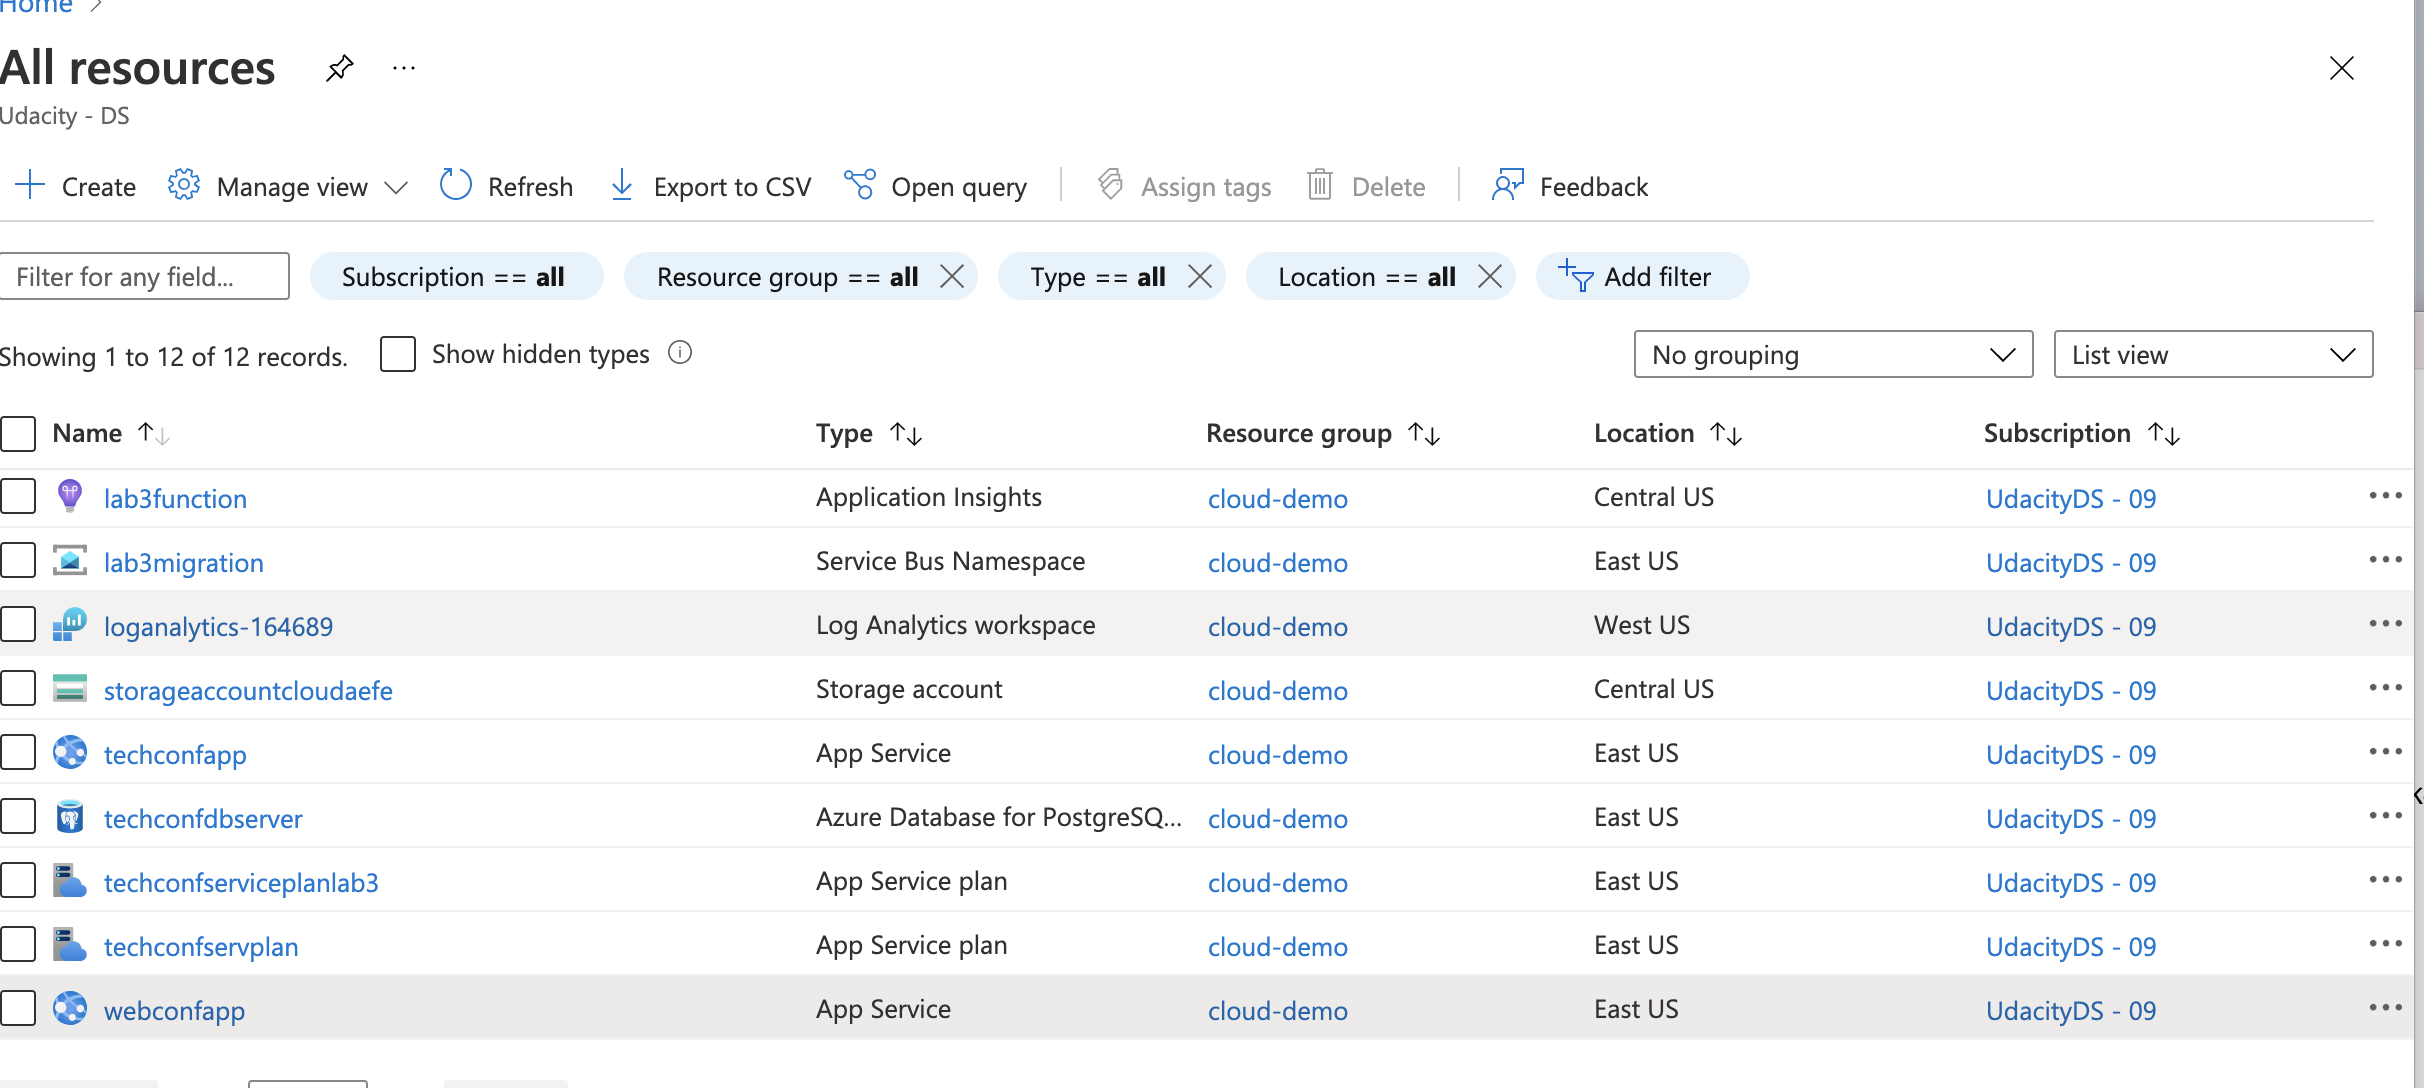 Home
All resources
Udacity - DS
Create Manage view Refresh Export to CSV Open query Assign tags Delete Feedback
Filter for any field... Subscription == all Resource group == all Type == all Location == all Add filter
Showing 1 to 12 of 12 records. Show hidden types No grouping List view
Name Type Resource group Location Subscription
lab3function Application Insights cloud-demo Central US UdacityDS - 09
lab3migration Service Bus Namespace cloud-demo East US UdacityDS - 09
loganalytics-164689 Log Analytics workspace cloud-demo West US UdacityDS - 09
storageaccountcloudaefe Storage account cloud-demo Central US UdacityDS - 09
techconfapp App Service cloud-demo East US UdacityDS - 09
techconfdbserver Azure Database for PostgreSQ... cloud-demo East US UdacityDS - 09
techconfserviceplanlab3 App Service plan cloud-demo East US UdacityDS - 09
techconfservplan App Service plan cloud-demo East US UdacityDS - 09
webconfapp App Service cloud-demo East US UdacityDS - 09